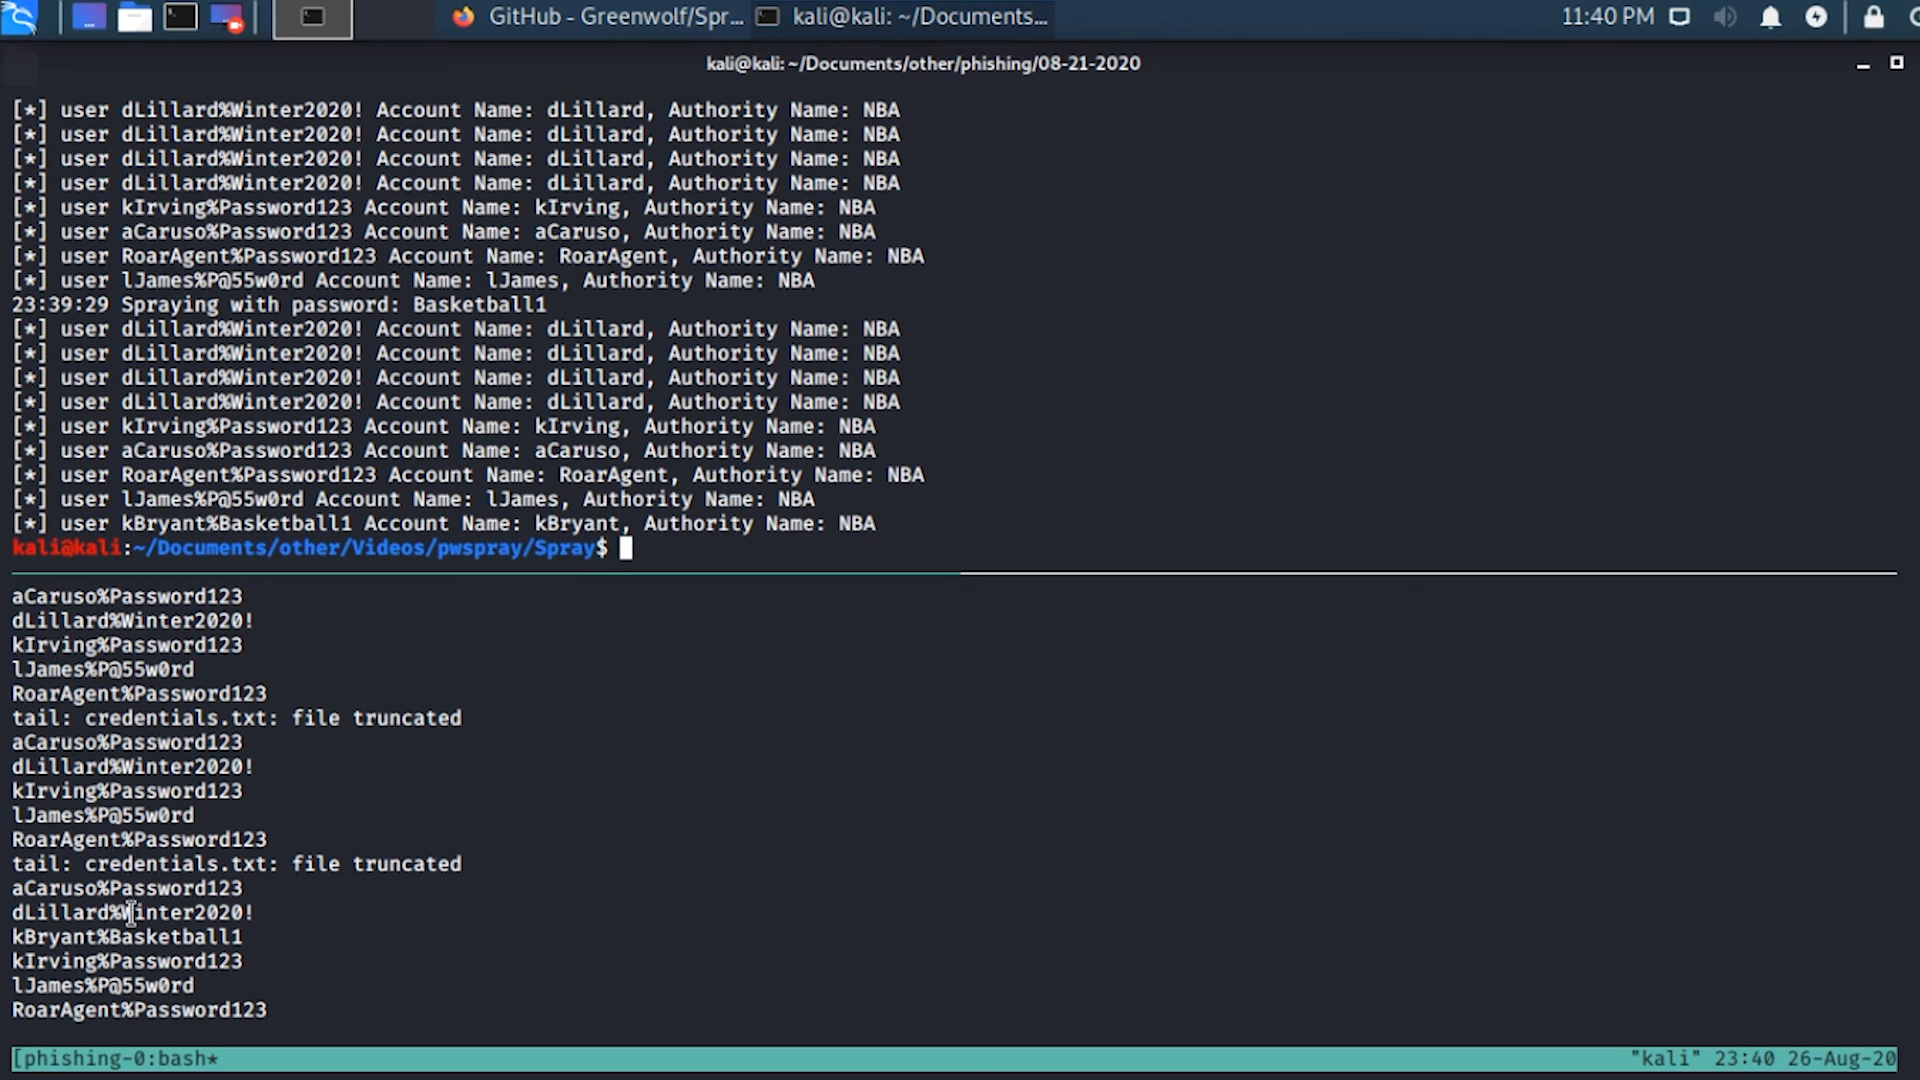 GitHub - Greenwolf/Spr...
kali@kali: ~/Documents...
11:40 PM
kali@kali: ~/Documents/other/phishing/08-21-2020
[*] user dLillard%Winter2020! Account Name: dLillard, Authority Name: NBA
[*] user dLillard%Winter2020! Account Name: dLillard, Authority Name: NBA
[*] user dLillard%Winter2020! Account Name: dLillard, Authority Name: NBA
[*] user dLillard%Winter2020! Account Name: dLillard, Authority Name: NBA
[*] user kIrving%Password123 Account Name: kIrving, Authority Name: NBA
[*] user aCaruso%Password123 Account Name: aCaruso, Authority Name: NBA
[*] user RoarAgent%Password123 Account Name: RoarAgent, Authority Name: NBA
[*] user lJames%P@55w0rd Account Name: lJames, Authority Name: NBA
23:39:29 Spraying with password: Basketball1
[*] user dLillard%Winter2020! Account Name: dLillard, Authority Name: NBA
[*] user dLillard%Winter2020! Account Name: dLillard, Authority Name: NBA
[*] user dLillard%Winter2020! Account Name: dLillard, Authority Name: NBA
[*] user dLillard%Winter2020! Account Name: dLillard, Authority Name: NBA
[*] user kIrving%Password123 Account Name: kIrving, Authority Name: NBA
[*] user aCaruso%Password123 Account Name: aCaruso, Authority Name: NBA
[*] user RoarAgent%Password123 Account Name: RoarAgent, Authority Name: NBA
[*] user lJames%P@55w0rd Account Name: lJames, Authority Name: NBA
[*] user kBryant%Basketball1 Account Name: kBryant, Authority Name: NBA
kali@kali:~/Documents/other/Videos/pwspray/Spray$
aCaruso%Password123
dLillard%Winter2020!
kIrving%Password123
lJames%P@55w0rd
RoarAgent%Password123
tail: credentials.txt: file truncated
aCaruso%Password123
dLillard%Winter2020!
kIrving%Password123
lJames%P@55w0rd
RoarAgent%Password123
tail: credentials.txt: file truncated
aCaruso%Password123
dLillard%Winter2020!
kBryant%Basketball1
kIrving%Password123
lJames%P@55w0rd
RoarAgent%Password123
[phishing-0:bash* "kali" 23:40 26-Aug-20